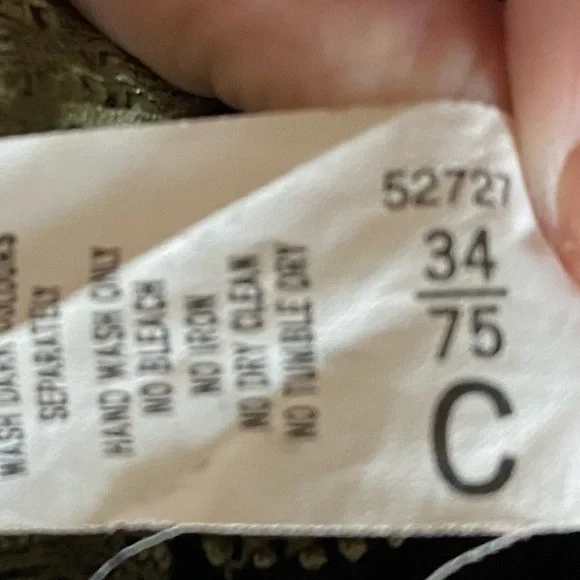 52727
34
75
C
WASH DARK COLOURS
SEPARATELY
HAND WASH ONLY
NO BLEACH
NO IRON
NO DRY CLEAN
NO TUMBLE DRY